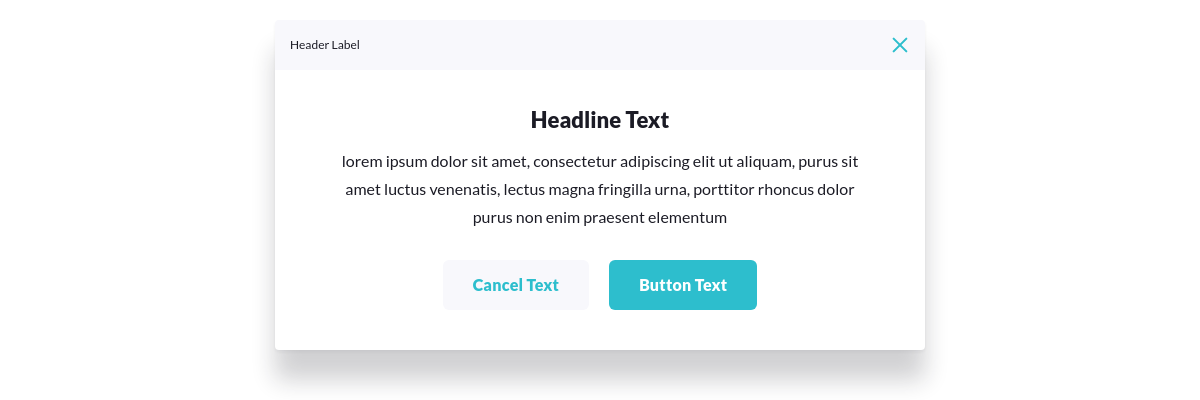 Header Label
Headline Text
lorem ipsum dolor sit amet, consectetur adipiscing elit ut aliquam, purus sit
amet luctus venenatis, lectus magna fringilla urna, porttitor rhoncus dolor
purus non enim praesent elementum
Cancel Text
Button Text